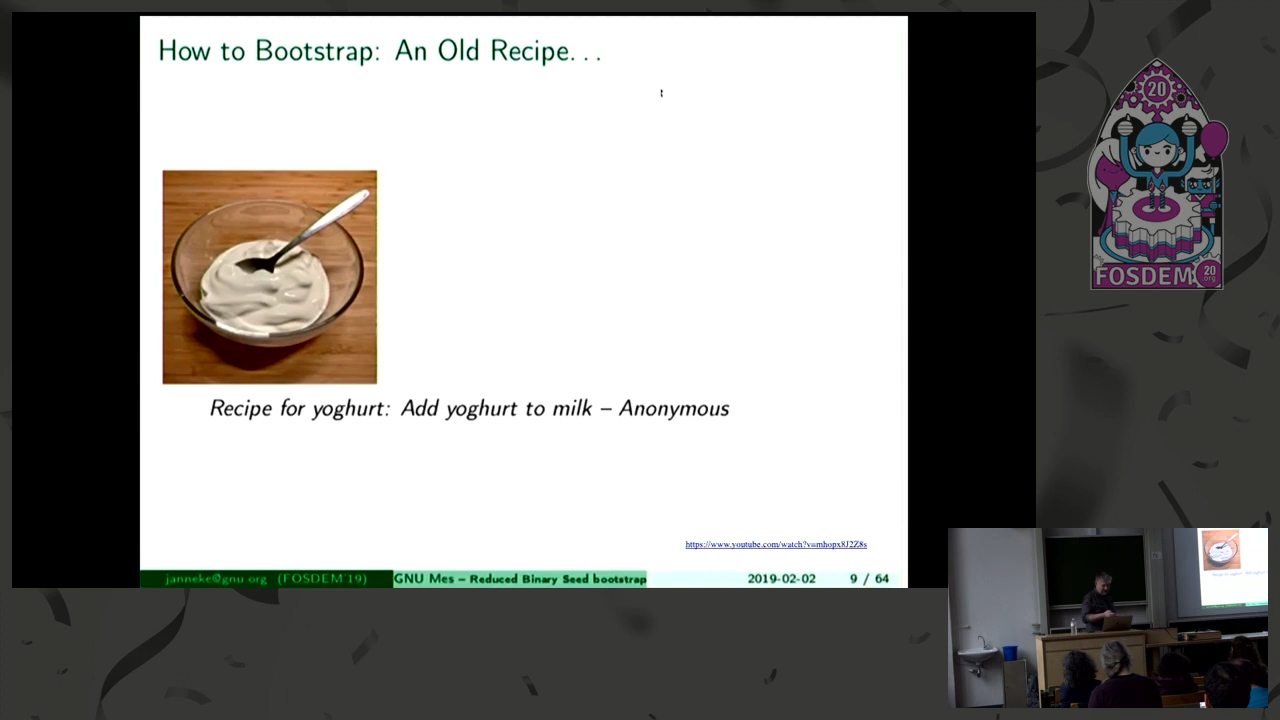 How to Bootstrap: An Old Recipe. . .
t
Recipe for yoghurt: Add yoghurt to milk – Anonymous
https://www.youtube.com/watch?v=mhopx8J2Z8s
janneke@gnu.org (FOSDEM'19)
GNU Mes – Reduced Binary Seed bootstrap
2019-02-02
9 / 64
20
FOSDEM
20
.org